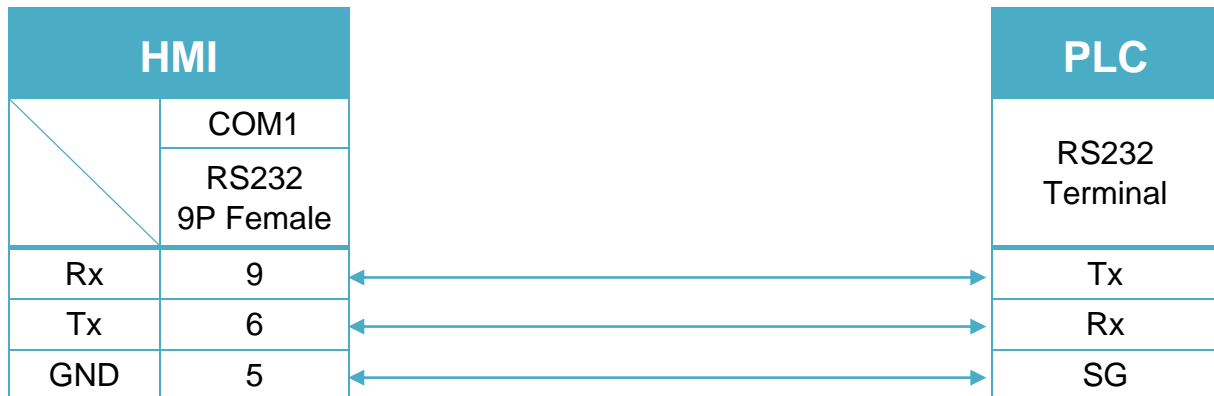 HMI
PLC
COM1
RS232
9P Female
RS232
Terminal
Rx 9 Tx
Tx 6 Rx
GND 5 SG